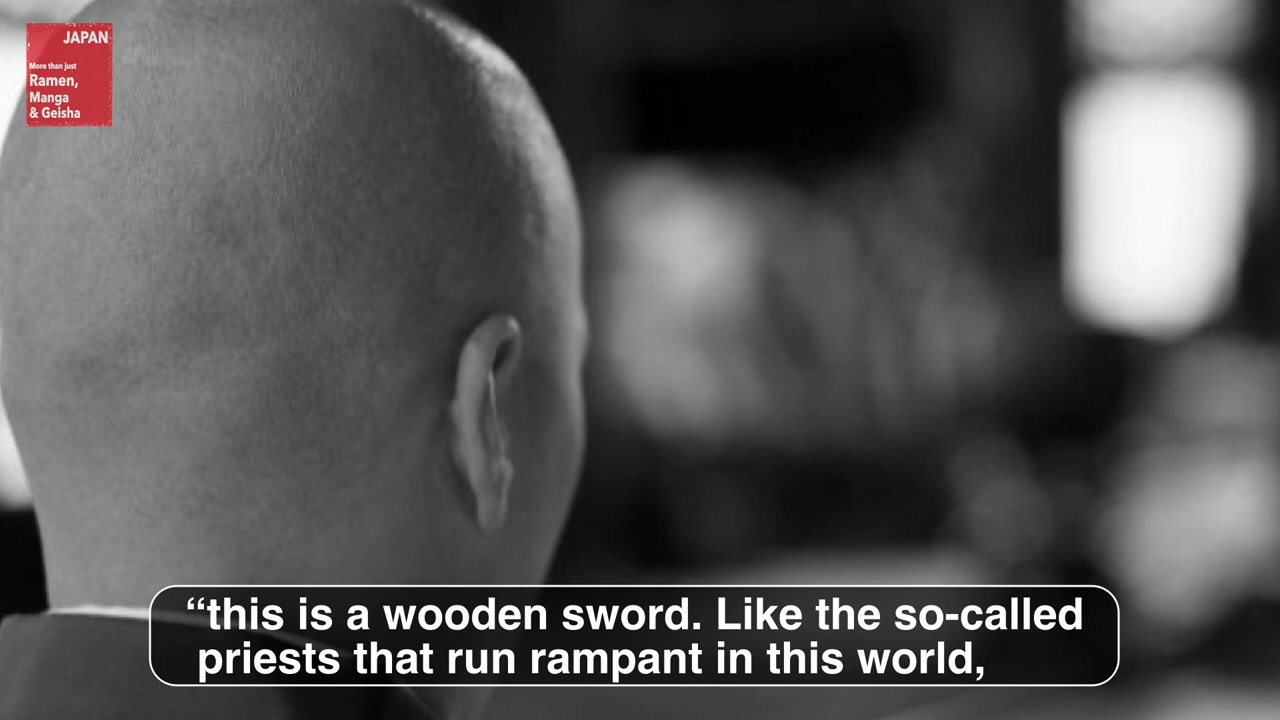 JAPAN
More than just
Ramen,
Manga
& Geisha
“this is a wooden sword. Like the so-called
priests that run rampant in this world,